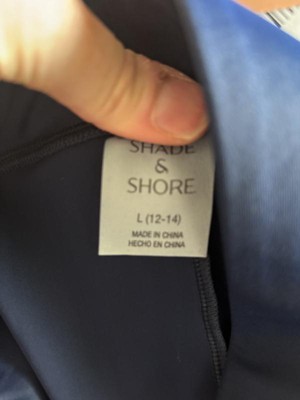 SHADE
&
SHORE
L (12-14)
MADE IN CHINA
HECHO EN CHINA